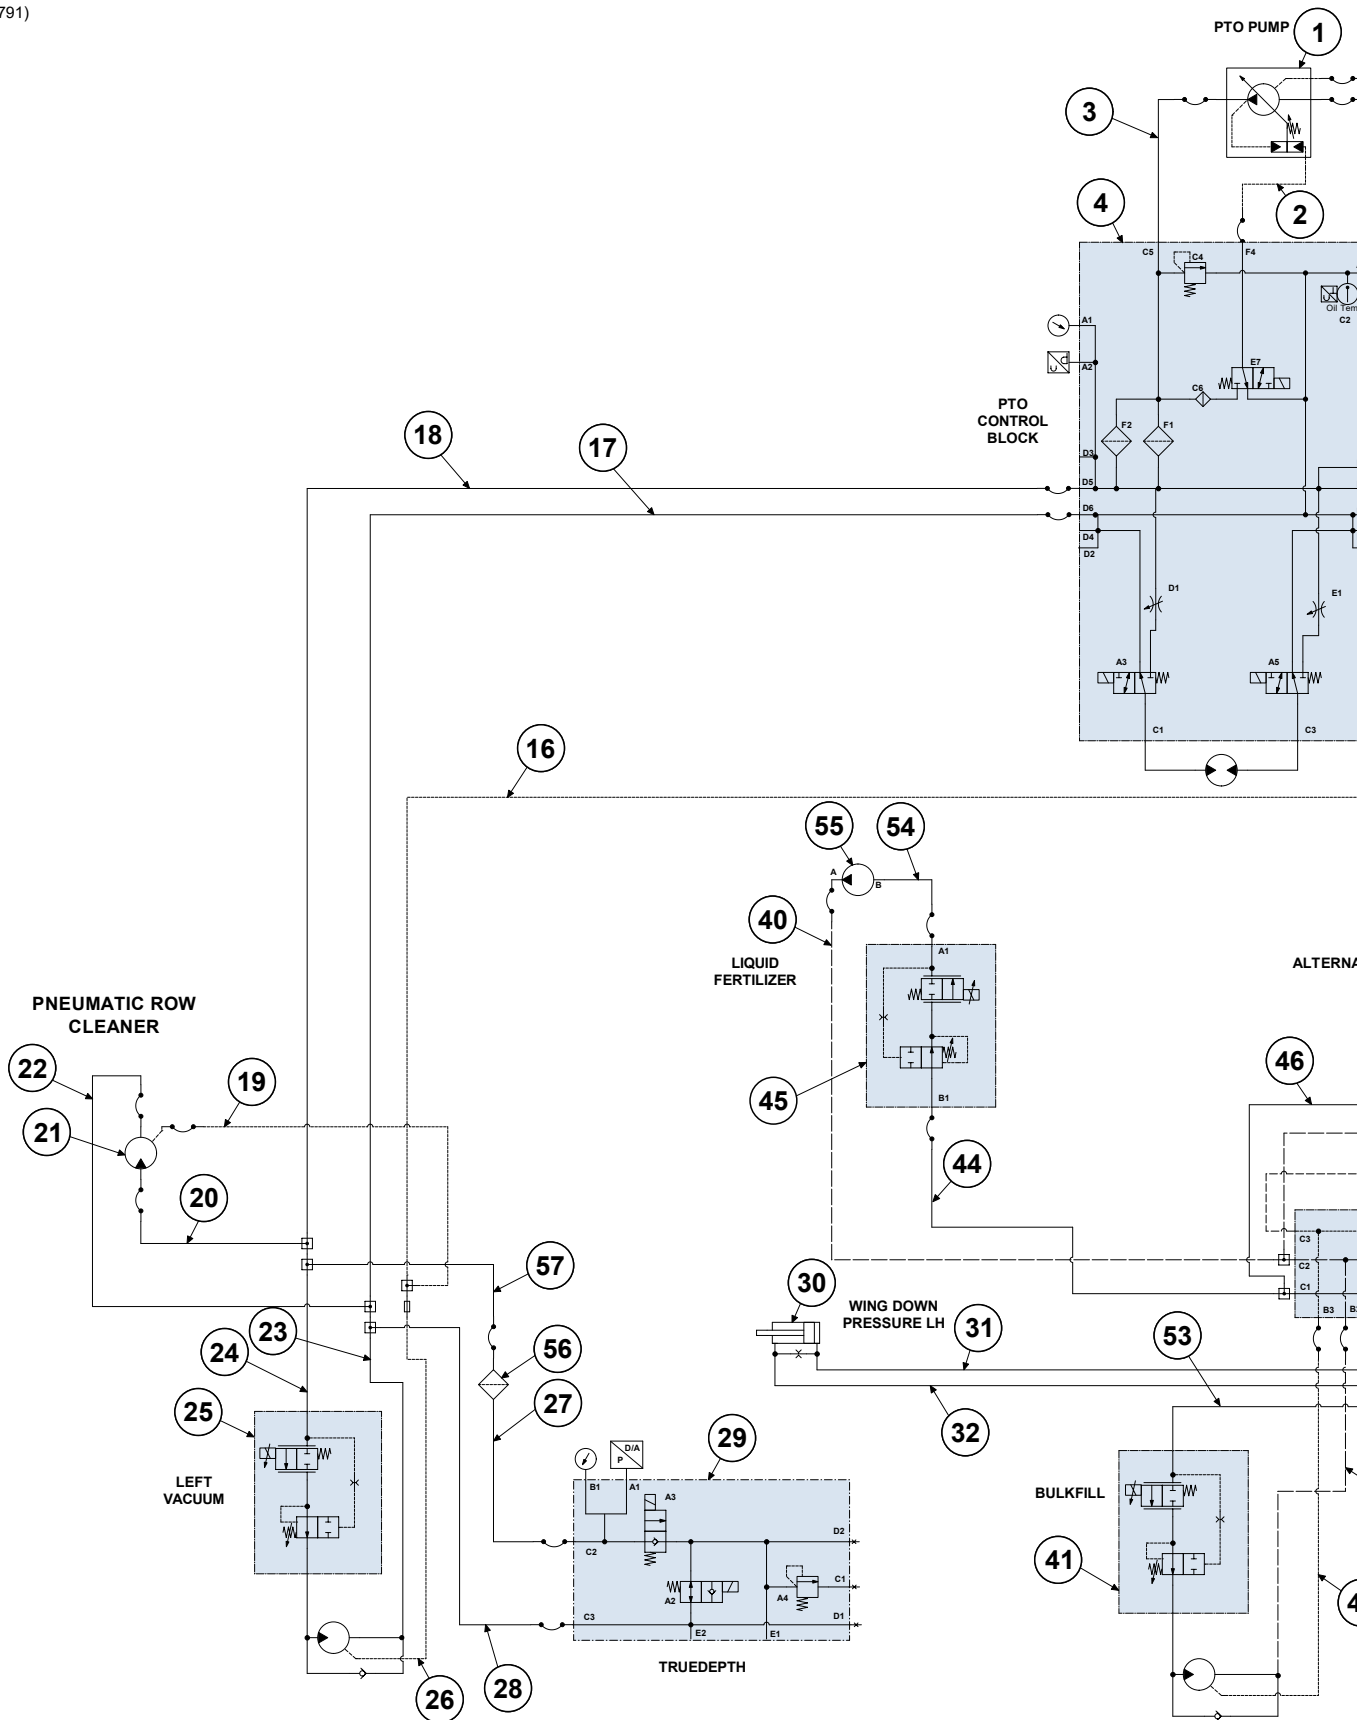 791)
PTO PUMP
1
3
2
4
C5
C4
F4
Oil Tem
C2
A1
A2
E7
C6
PTO
CONTROL
BLOCK
F2
F1
D3
D5
D6
D4
D2
18
17
D1
E1
A3
A5
C1
C3
16
55
54
A
B
40
LIQUID
FERTILIZER
A1
ALTERNA
PNEUMATIC ROW
CLEANER
22
19
21
45
B1
46
44
20
C3
C2
C1
B3
57
30
WING DOWN
PRESSURE LH
31
23
24
56
53
25
27
32
29
LEFT
VACUUM
D/A
P
B1
A1
A3
BULKFILL
C2
D2
41
A2
A4
C1
C3
D1
E2
E1
4
TRUEDEPTH
26
28